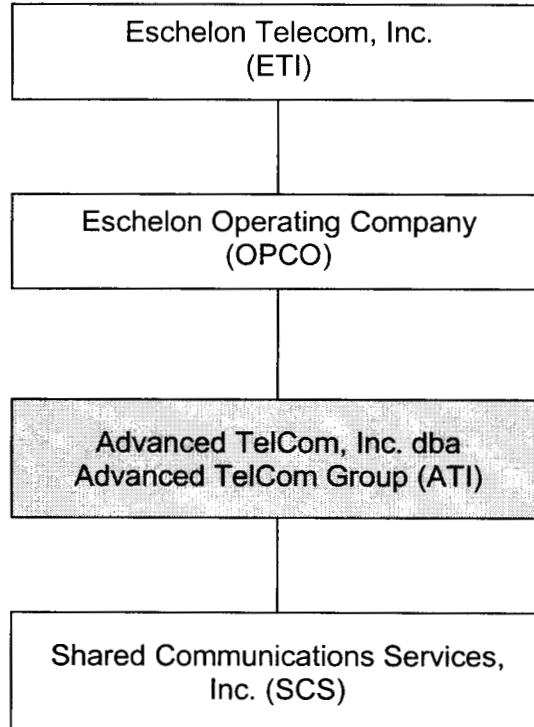 Eschelon Telecom, Inc.
(ETI)
Eschelon Operating Company
(OPCO)
Advanced TelCom, Inc. dba
Advanced TelCom Group (ATI)
Shared Communications Services,
Inc. (SCS)